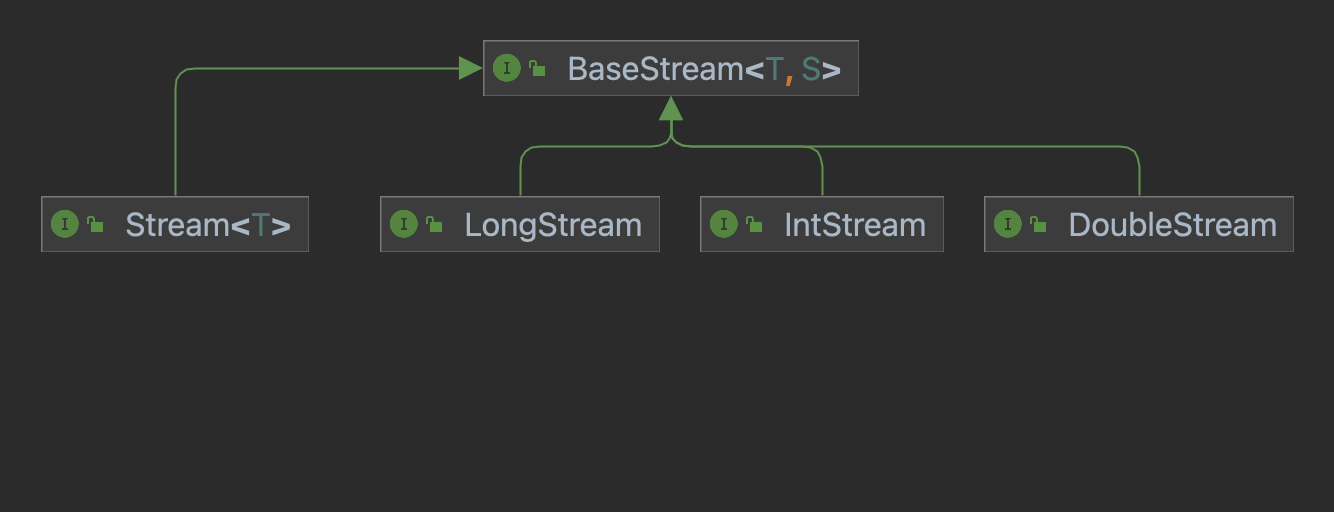 I BaseStream<T, S>
I Stream<T>
I LongStream
I IntStream
I DoubleStream